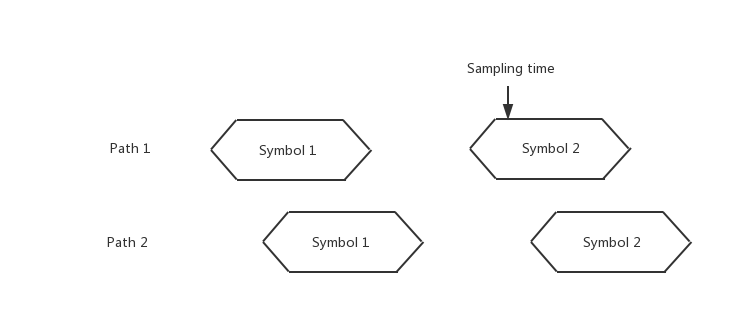 Sampling time
Path 1
Symbol 1
Symbol 2
Path 2
Symbol 1
Symbol 2